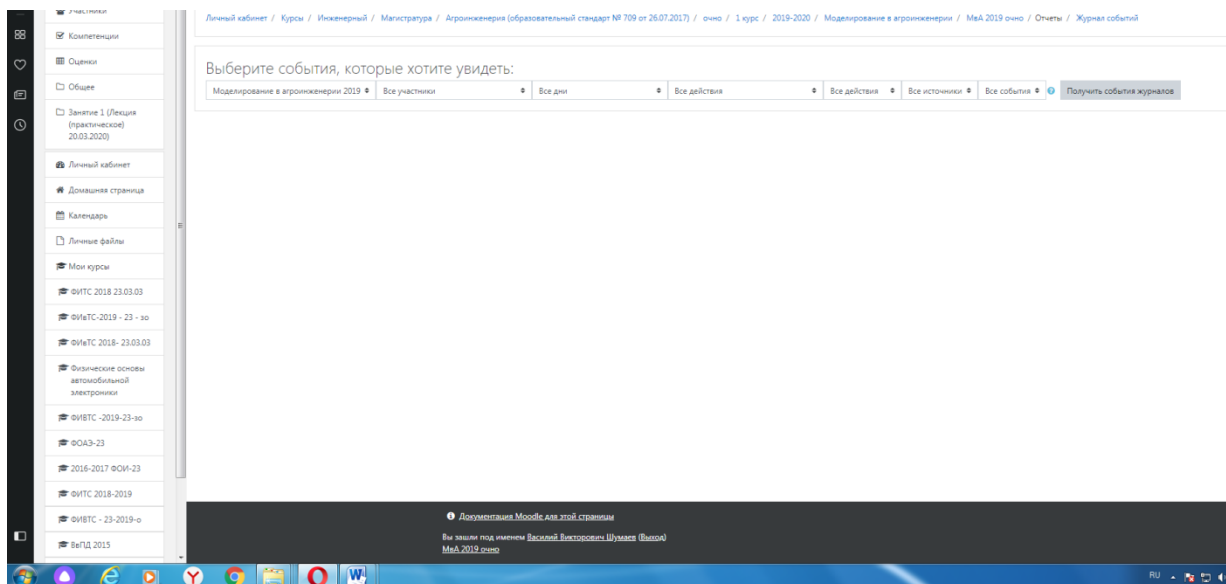 Участники
Компетенции
Оценки
Общее
Занятие 1 (Лекция
(практическое)
20.03.2020)
Личный кабинет
Домашняя страница
Календарь
Личные файлы
Мои курсы
ФИТС 2018 23.03.03
ФИвТС-2019 - 23 - зо
ФИвТС 2018- 23.03.03
Физические основы
автомобильной
электроники
ФИВТС -2019-23-зо
ФОАЭ-23
2016-2017 ФОИ-23
ФИТС 2018-2019
ФИВТС - 23-2019-о
ВеПД 2015
Личный кабинет / Курсы / Инженерный / Магистратура / Агроинженерия (образовательный стандарт № 709 от 26.07.2017) / очно / 1 курс / 2019-2020 / Моделирование в агроинженерии / МвА 2019 очно / Отчеты / Журнал событий
Выберите события, которые хотите увидеть:
Моделирование в агроинженерии 2019 Все участники Все дни Все действия Все действия Все источники Все события Получить события журналов
Документация Moodle для этой страницы
Вы зашли под именем Василий Викторович Шумаев (Выход)
МвА 2019 очно
RU